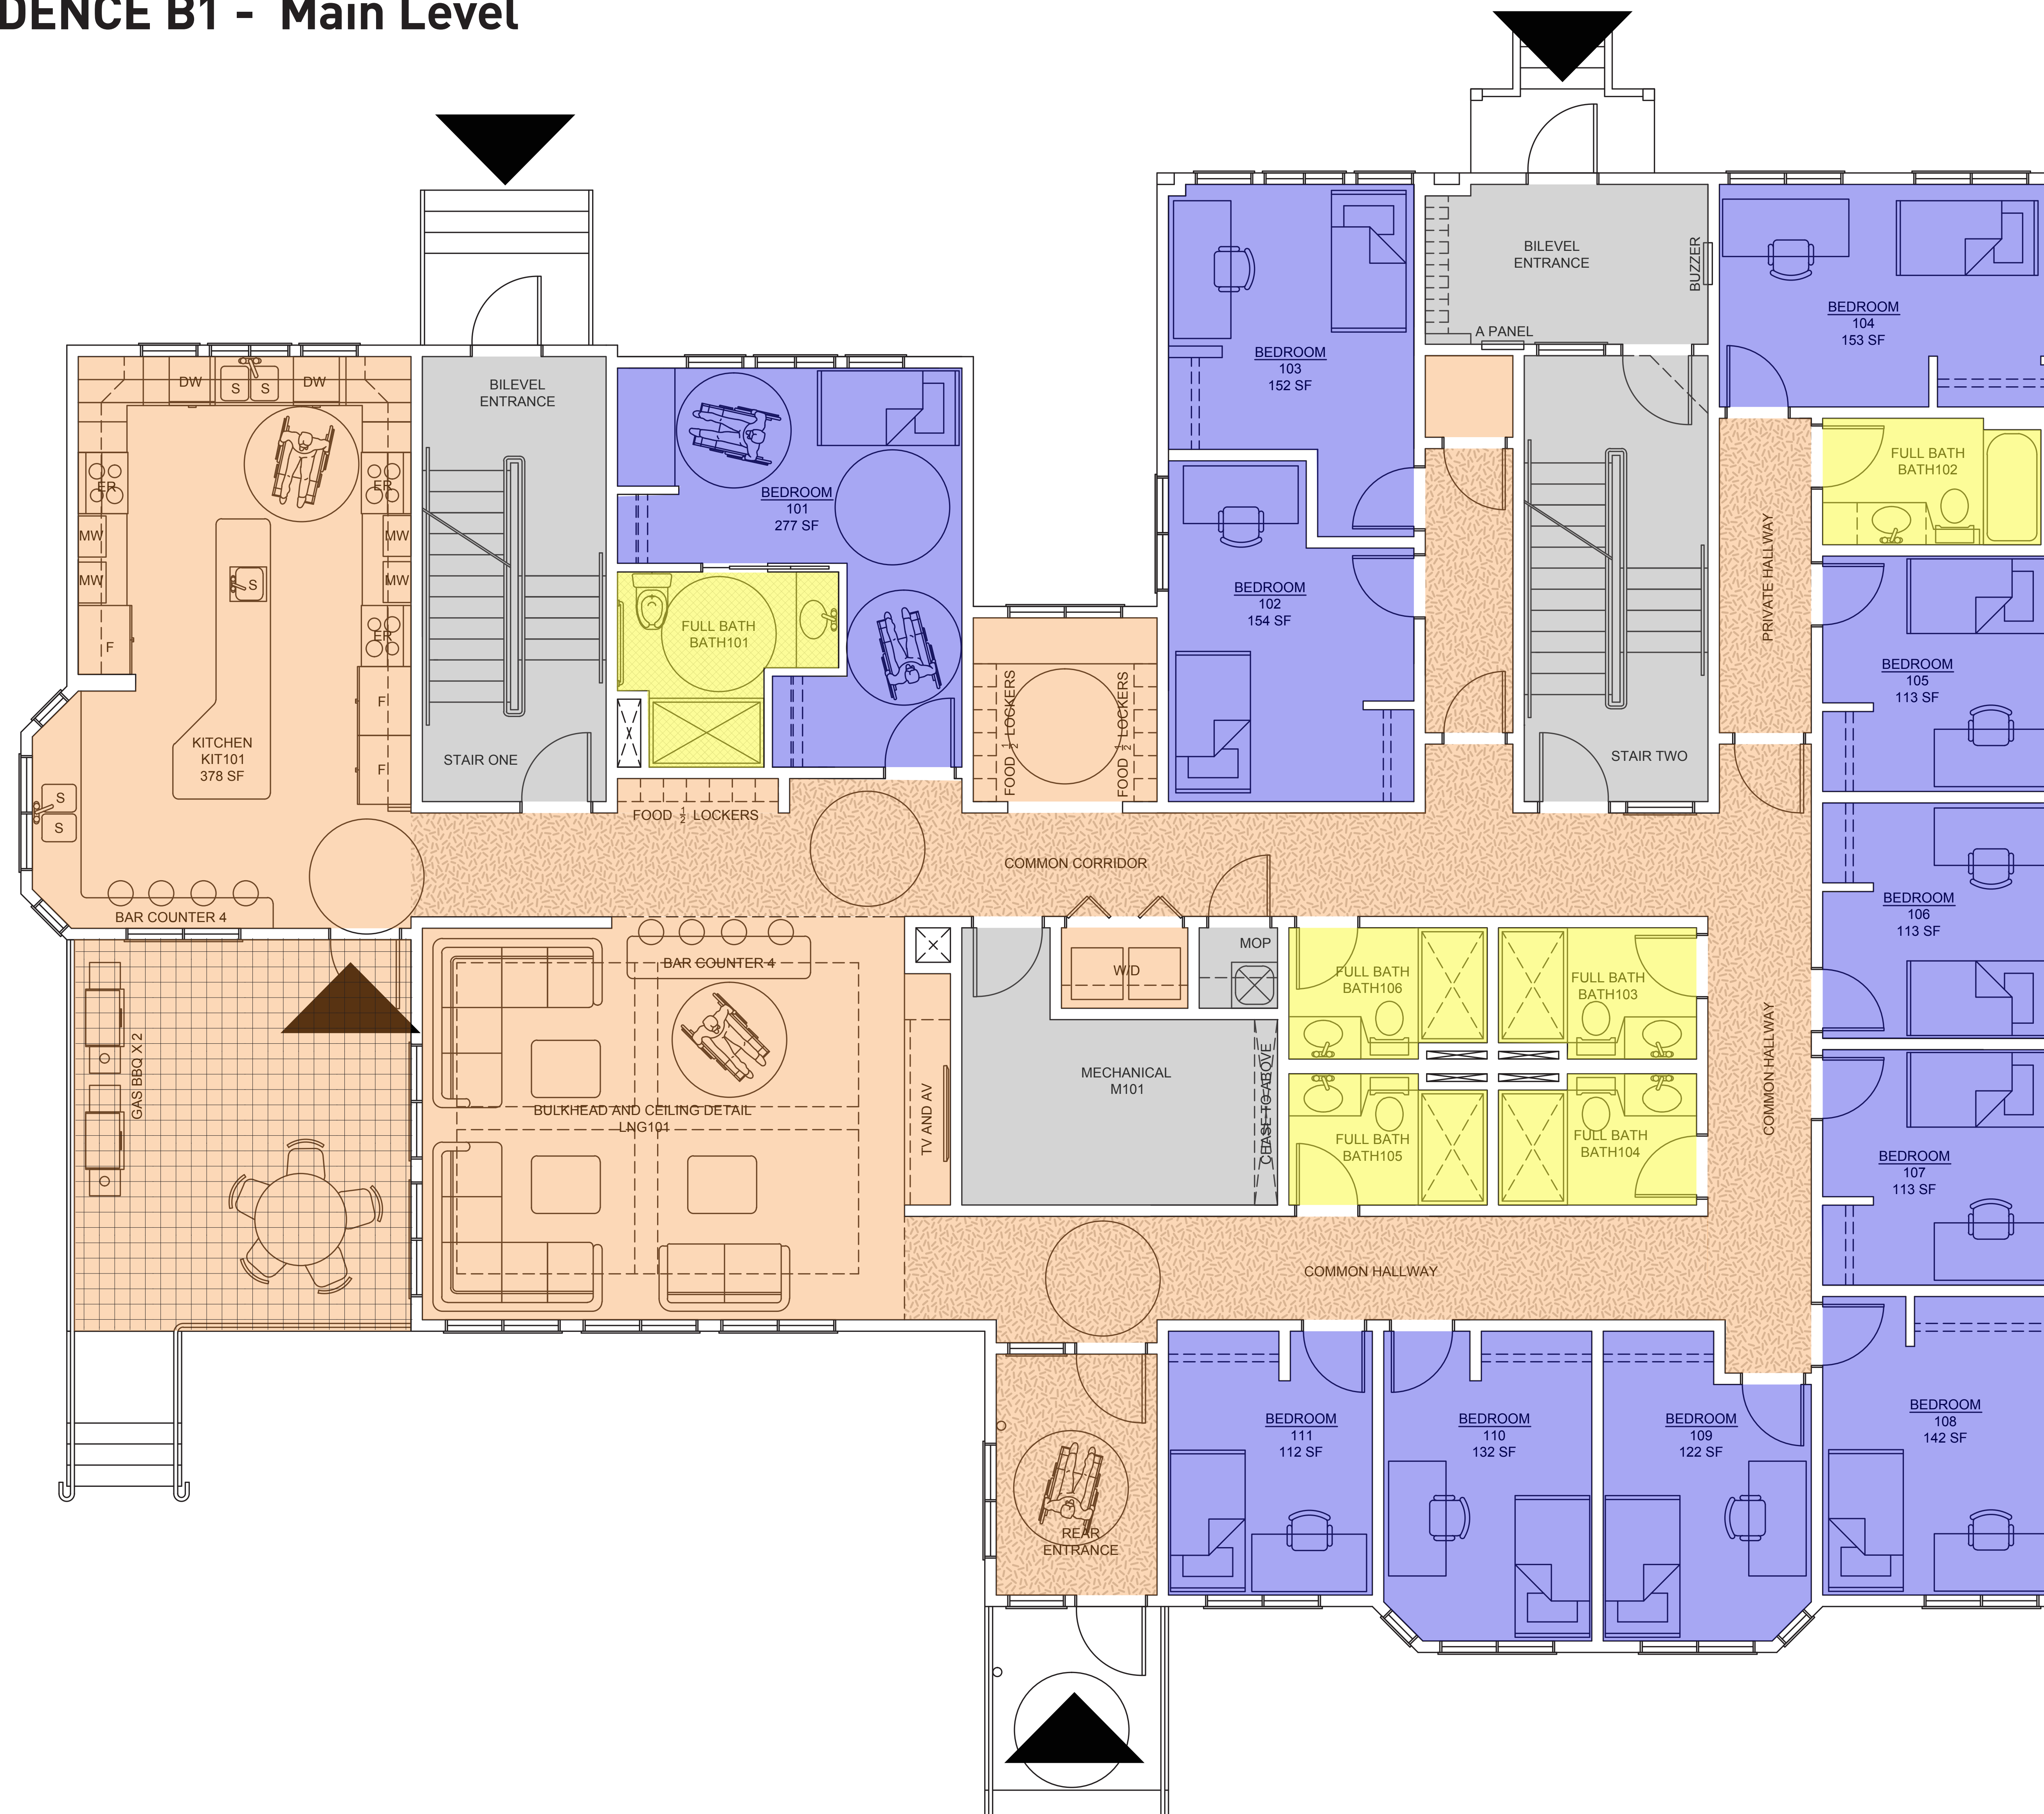 DENCE B1 - Main Level
BILEVEL
ENTRANCE
BUZZER
A PANEL
BEDROOM
103
152 SF
BEDROOM
104
153 SF
DW
S
S
DW
BILEVEL
ENTRANCE
ER
ER
MW
MW
MW
MW
S
ER
F
F
F
KITCHEN
KIT101
378 SF
S
S
BAR COUNTER 4
STAIR ONE
BEDROOM
101
277 SF
FULL BATH
BATH101
FOOD ½ LOCKERS
FOOD ½ LOCKERS
FOOD ½ LOCKERS
BEDROOM
102
154 SF
STAIR TWO
PRIVATE HALLWAY
FULL BATH
BATH102
BEDROOM
105
113 SF
COMMON CORRIDOR
BEDROOM
106
113 SF
GAS BBQ X 2
BAR COUNTER 4
BULKHEAD AND CEILING DETAIL
LNG101
TV AND AV
W/D
MOP
MECHANICAL
M101
CHASE TO ABOVE
FULL BATH
BATH106
FULL BATH
BATH103
FULL BATH
BATH105
FULL BATH
BATH104
COMMON HALLWAY
BEDROOM
107
113 SF
COMMON HALLWAY
BEDROOM
111
112 SF
BEDROOM
110
132 SF
BEDROOM
109
122 SF
BEDROOM
108
142 SF
REAR
ENTRANCE